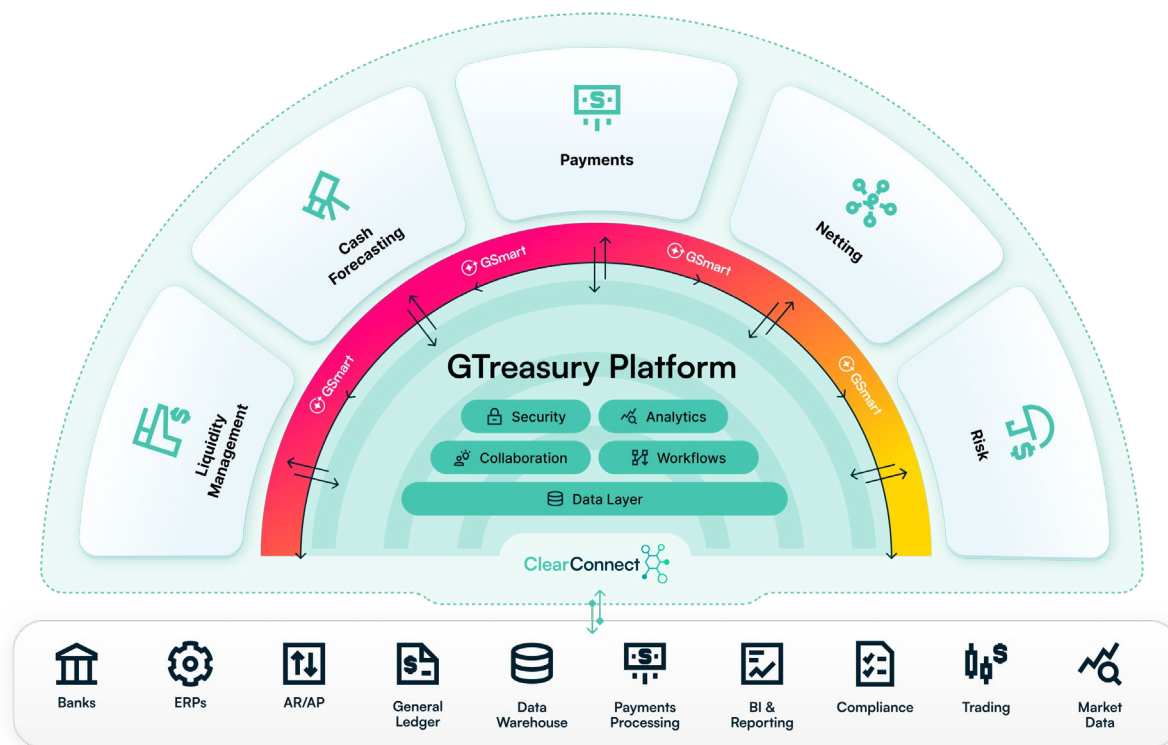 Payments
Cash
Forecasting
Netting
Liquidity
Management
Risk
GSmart
GSmart
GSmart
GSmart
GTreasury Platform
Security
Analytics
Collaboration
Workflows
Data Layer
ClearConnect
Banks
ERPs
AR/AP
General
Ledger
Data
Warehouse
Payments
Processing
BI &
Reporting
Compliance
Trading
Market
Data